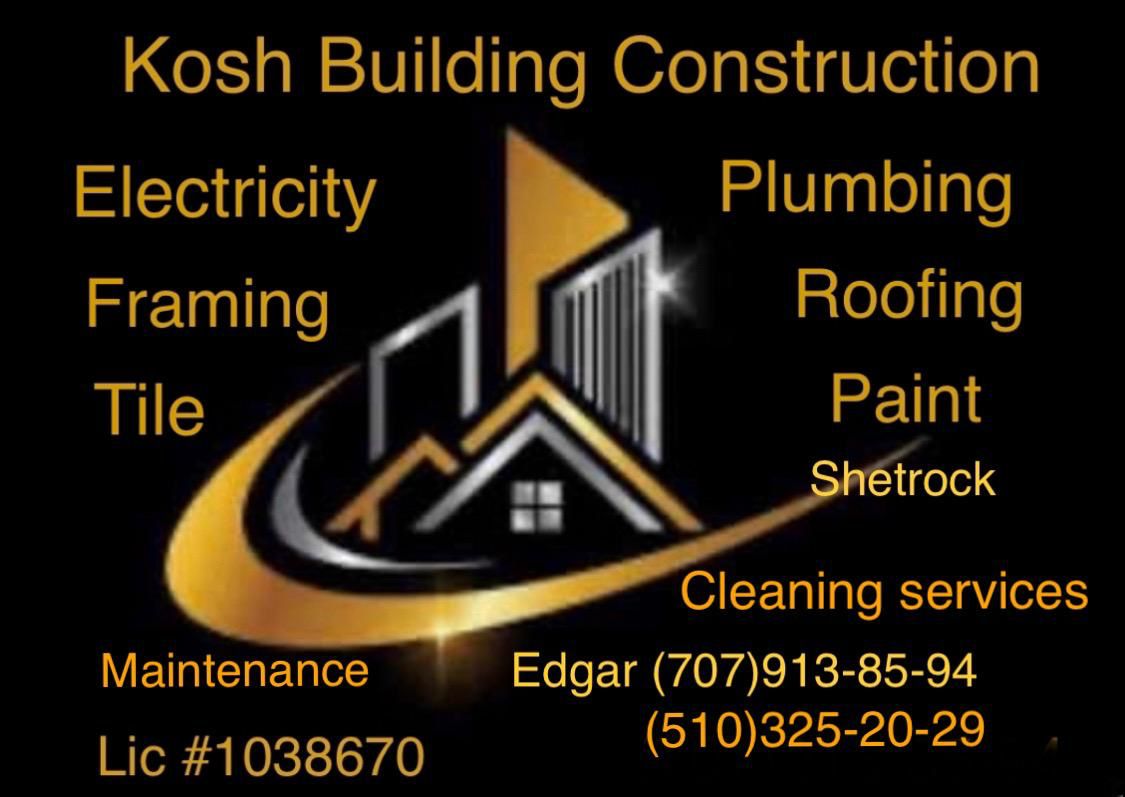 Kosh Building Construction
Electricity
Plumbing
Framing
Roofing
Tile
Paint
Shetrock
Cleaning services
Maintenance
Edgar (707)913-85-94
(510)325-20-29
Lic #1038670